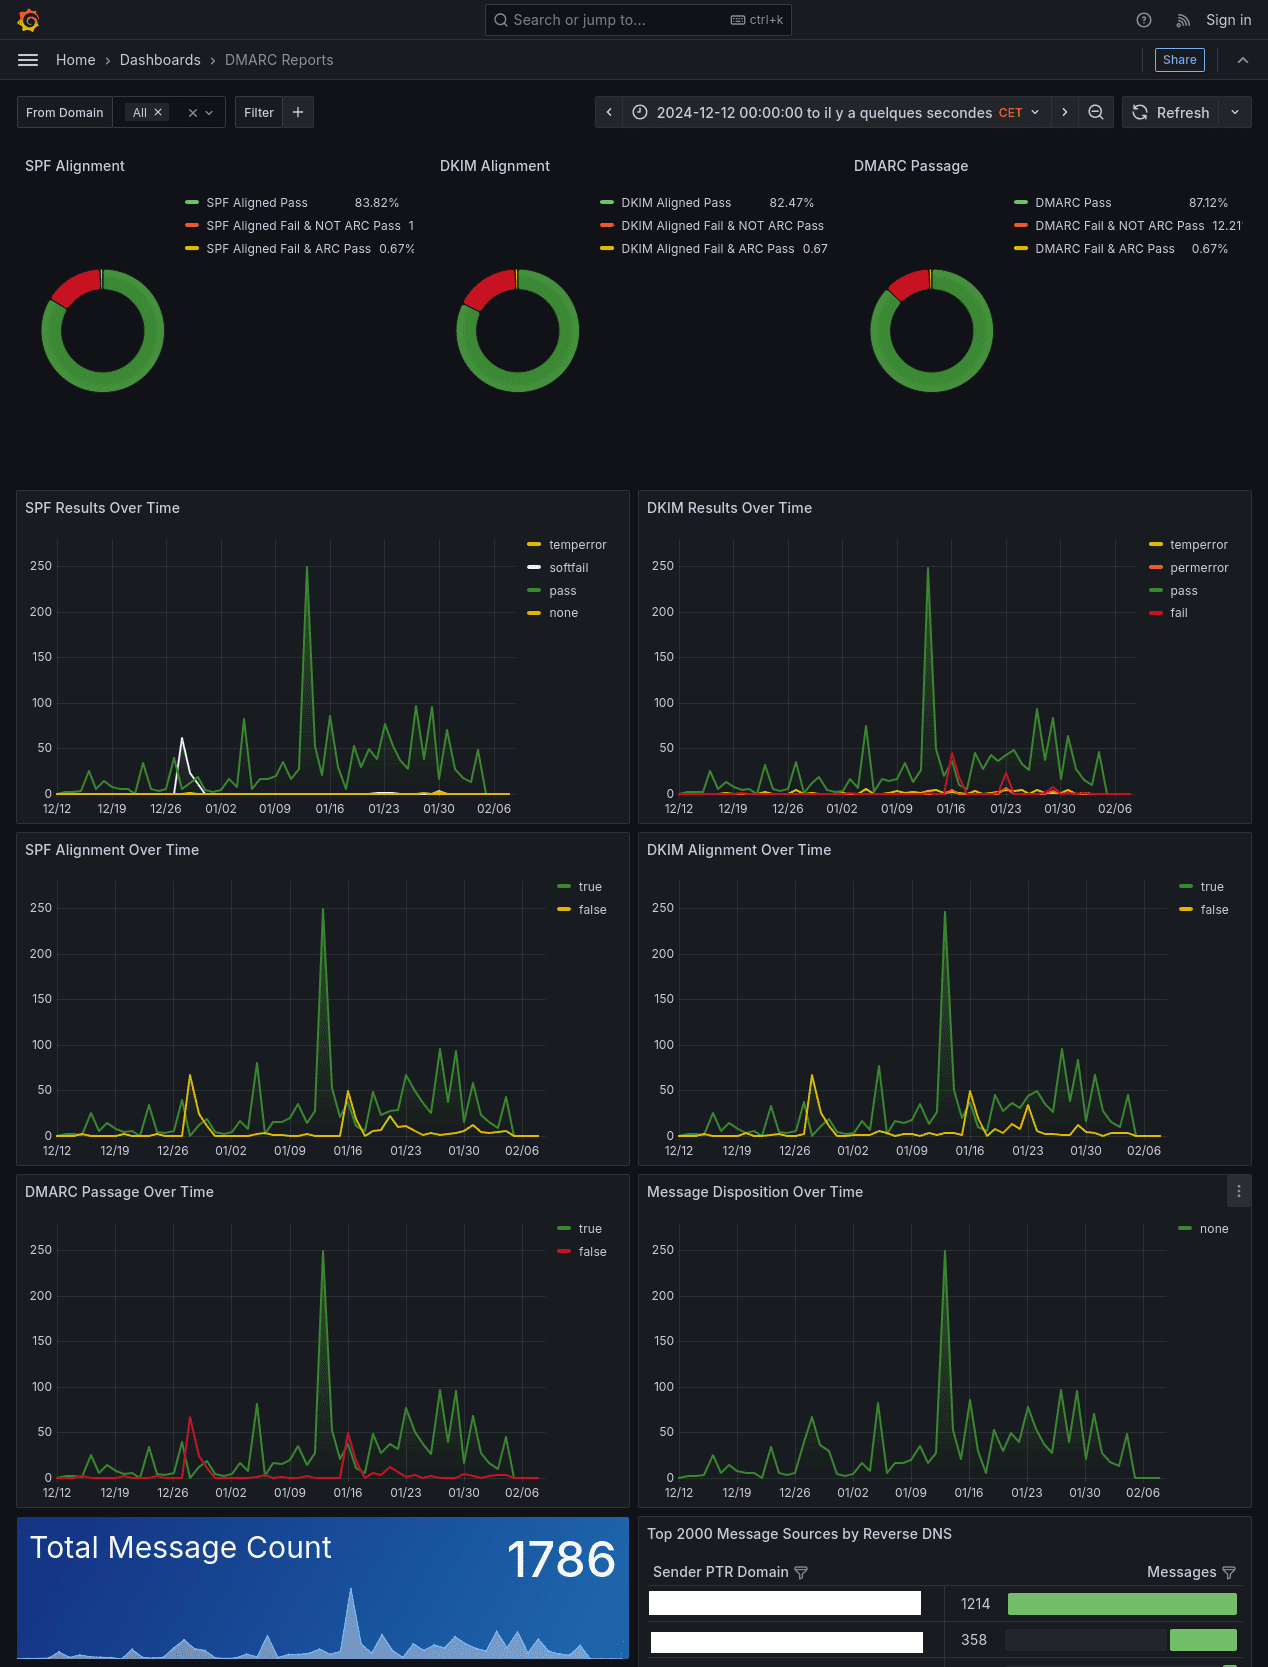 Search or jump to... ctrl+k Sign in
Home › Dashboards › DMARC Reports Share
From Domain All × × Filter + 2024-12-12 00:00:00 to il y a quelques secondes CET Refresh
SPF Alignment
SPF Aligned Pass 83.82%
SPF Aligned Fail & NOT ARC Pass 1
SPF Aligned Fail & ARC Pass 0.67%
DKIM Alignment
DKIM Aligned Pass 82.47%
DKIM Aligned Fail & NOT ARC Pass
DKIM Aligned Fail & ARC Pass 0.67
DMARC Passage
DMARC Pass 87.12%
DMARC Fail & NOT ARC Pass 12.21
DMARC Fail & ARC Pass 0.67%
SPF Results Over Time
250
200
150
100
50
0
12/12 12/19 12/26 01/02 01/09 01/16 01/23 01/30 02/06
temperror
softfail
pass
none
DKIM Results Over Time
250
200
150
100
50
0
12/12 12/19 12/26 01/02 01/09 01/16 01/23 01/30 02/06
temperror
permerror
pass
fail
SPF Alignment Over Time
250
200
150
100
50
0
12/12 12/19 12/26 01/02 01/09 01/16 01/23 01/30 02/06
true
false
DKIM Alignment Over Time
250
200
150
100
50
0
12/12 12/19 12/26 01/02 01/09 01/16 01/23 01/30 02/06
true
false
DMARC Passage Over Time
250
200
150
100
50
0
12/12 12/19 12/26 01/02 01/09 01/16 01/23 01/30 02/06
true
false
Message Disposition Over Time
250
200
150
100
50
0
12/12 12/19 12/26 01/02 01/09 01/16 01/23 01/30 02/06
none
Total Message Count 1786
Top 2000 Message Sources by Reverse DNS
Sender PTR Domain Messages
1214
358